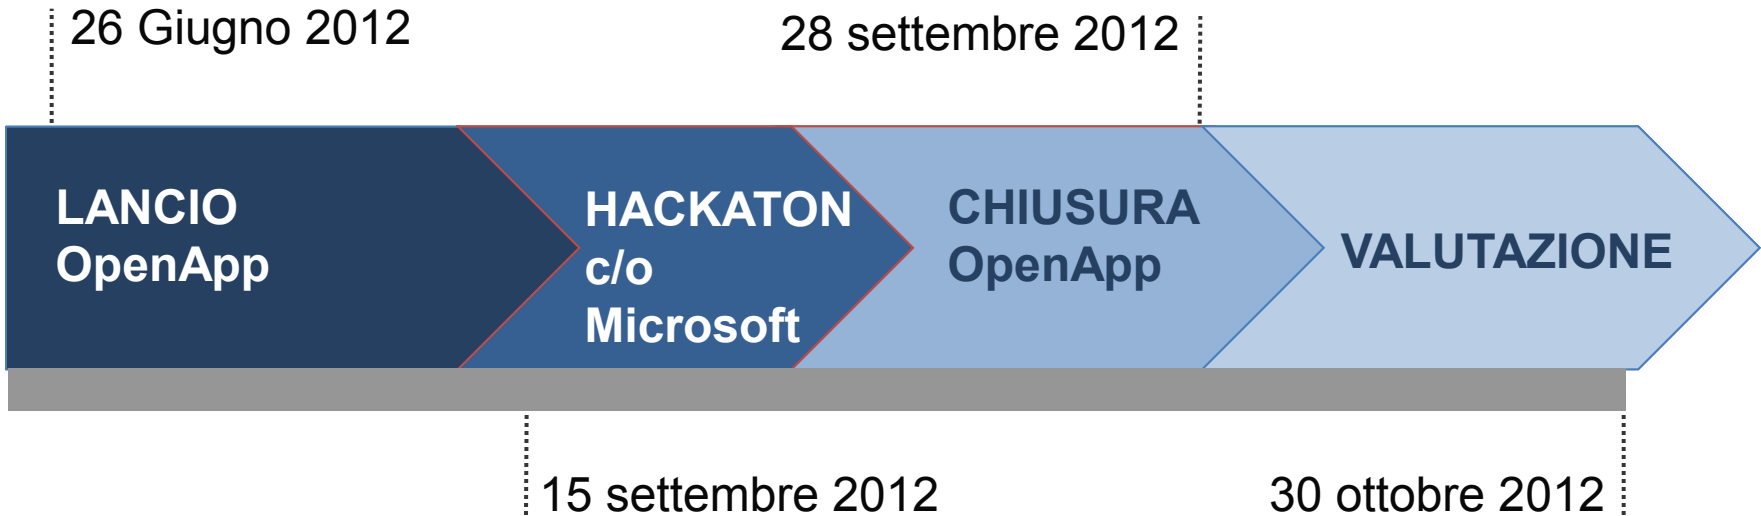 26 Giugno 2012
28 settembre 2012
LANCIO
OpenApp
HACKATON
c/o
Microsoft
CHIUSURA
OpenApp
VALUTAZIONE
15 settembre 2012
30 ottobre 2012